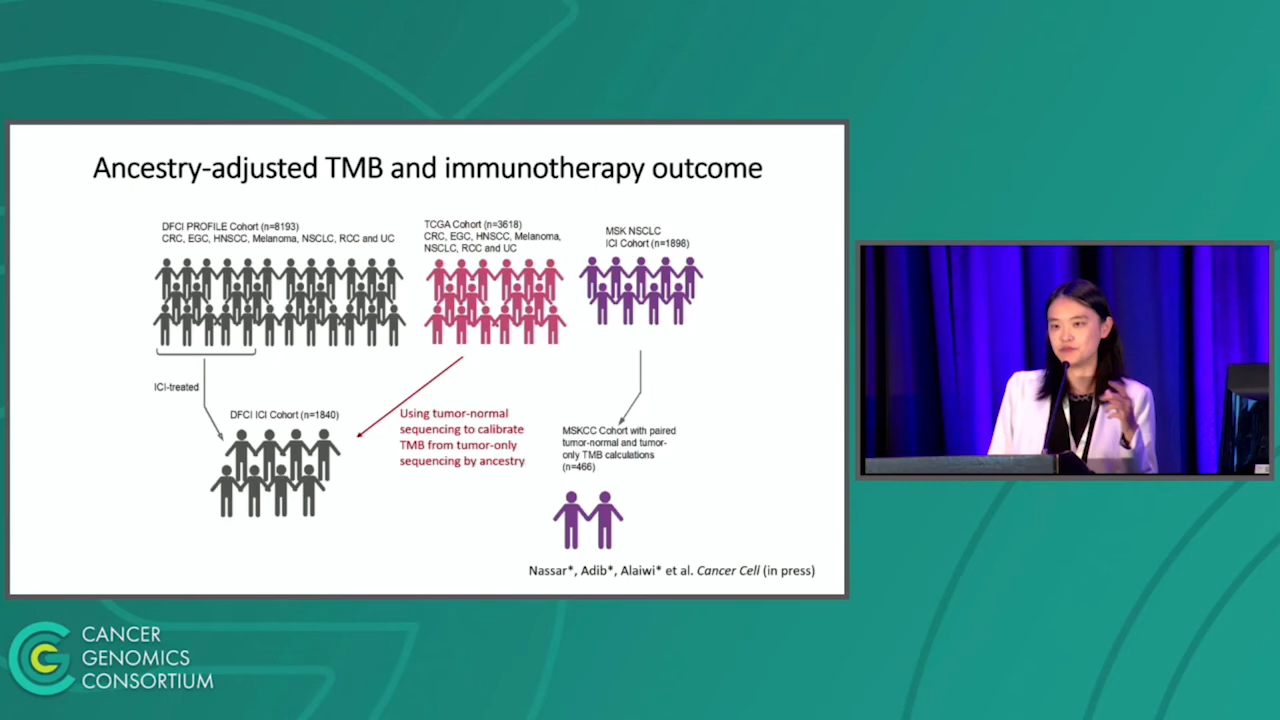 Ancestry-adjusted TMB and immunotherapy outcome
DFCI PROFILE Cohort (n=8193)
CRC, EGC, HNSCC, Melanoma, NSCLC, RCC and UC
TCGA Cohort (n=3618)
CRC, EGC, HNSCC, Melanoma,
NSCLC, RCC and UC
MSK NSCLC
ICI Cohort (n=1898)
ICI-treated
DFCI ICI Cohort (n=1840)
Using tumor-normal
sequencing to calibrate
TMB from tumor-only
sequencing by ancestry
MSKCC Cohort with paired
tumor-normal and tumor-
only TMB calculations
(n=466)
Nassar*, Adib*, Alaiwi* et al. Cancer Cell (in press)
CANCER
GENOMICS
CONSORTIUM